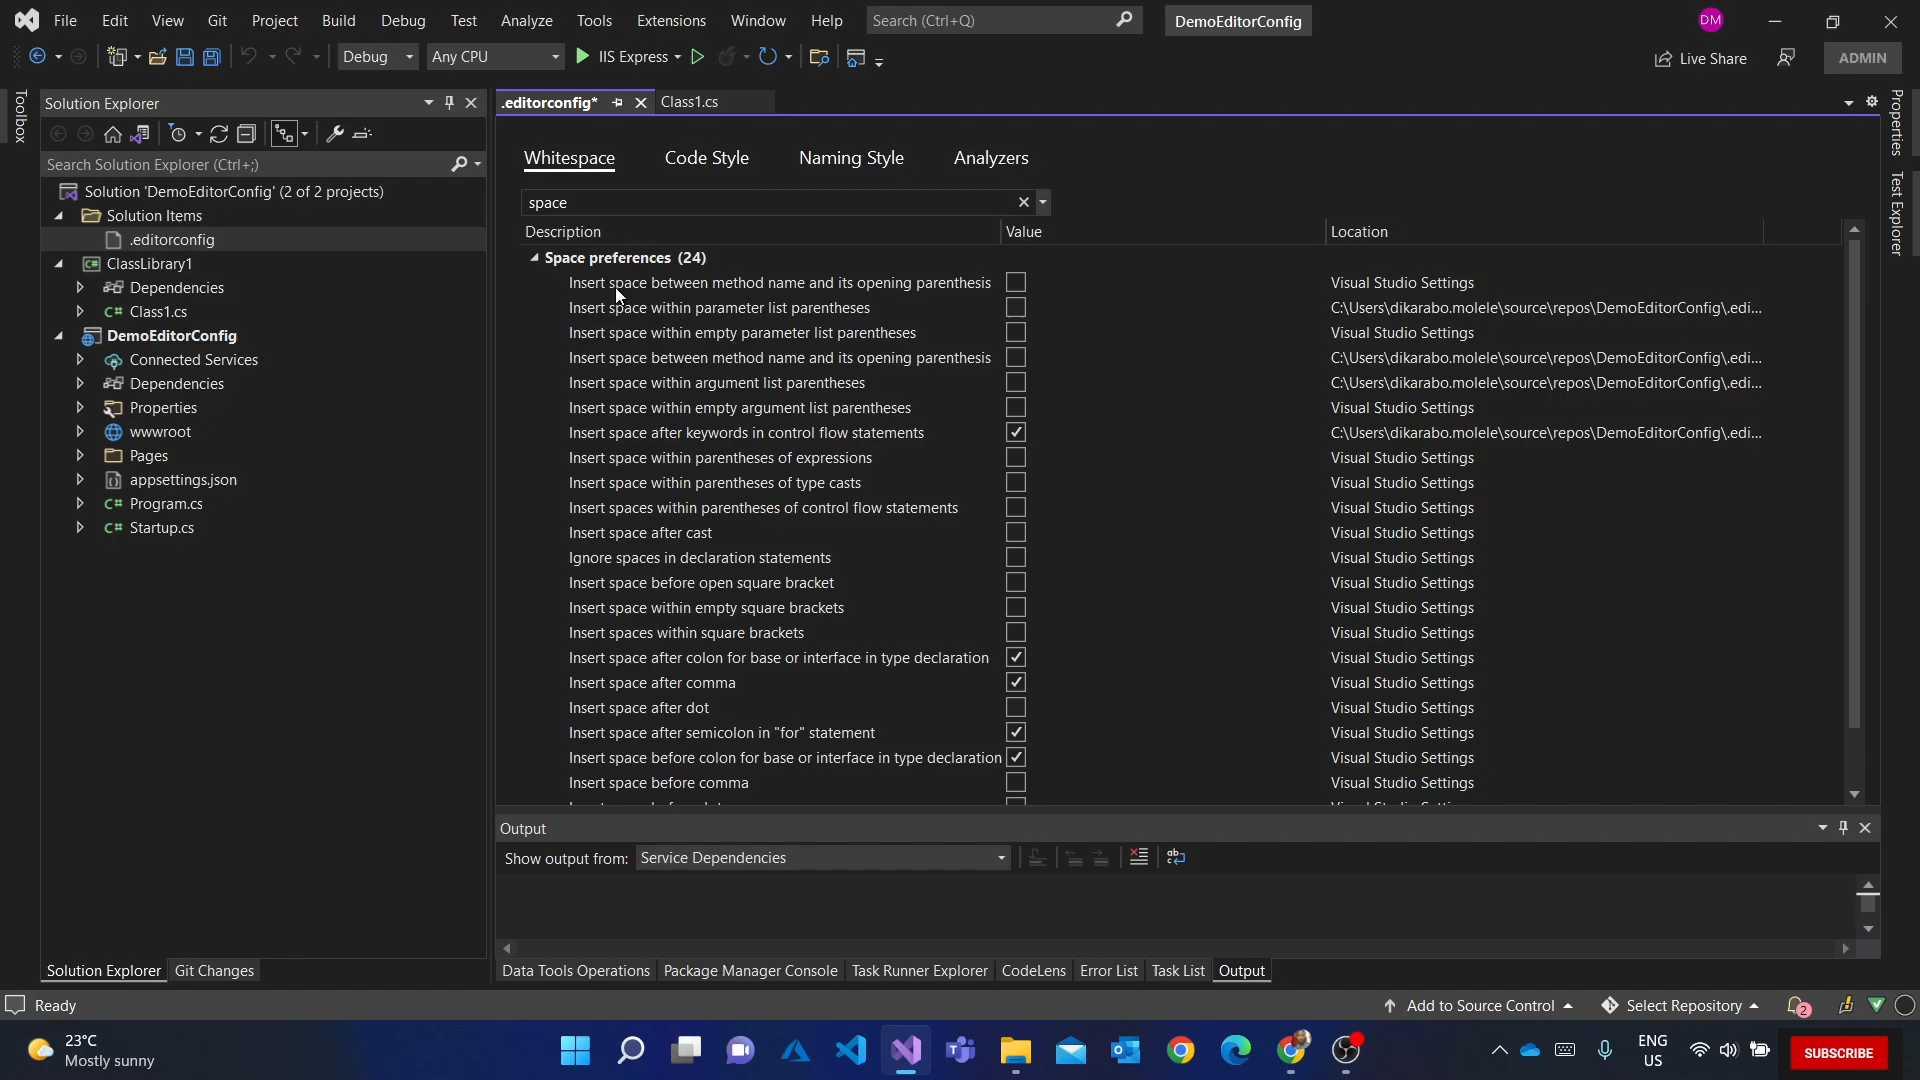 File Edit View Git Project Build Debug Test Analyze Tools Extensions Window Help Search (Ctrl+Q) DemoEditorConfig DM
Debug Any CPU IIS Express Live Share ADMIN
Toolbox
Solution Explorer
Search Solution Explorer (Ctrl+;)
Solution 'DemoEditorConfig' (2 of 2 projects)
Solution Items
.editorconfig
ClassLibrary1
Dependencies
C# Class1.cs
DemoEditorConfig
Connected Services
Dependencies
Properties
wwwroot
Pages
appsettings.json
C# Program.cs
C# Startup.cs
Solution Explorer Git Changes
.editorconfig* Class1.cs
Whitespace Code Style Naming Style Analyzers
space
Description Value Location
Space preferences (24)
Insert space between method name and its opening parenthesis Visual Studio Settings
Insert space within parameter list parentheses C:\Users\dikarabo.molele\source\repos\DemoEditorConfig\.edi...
Insert space within empty parameter list parentheses Visual Studio Settings
Insert space between method name and its opening parenthesis C:\Users\dikarabo.molele\source\repos\DemoEditorConfig\.edi...
Insert space within argument list parentheses C:\Users\dikarabo.molele\source\repos\DemoEditorConfig\.edi...
Insert space within empty argument list parentheses Visual Studio Settings
Insert space after keywords in control flow statements C:\Users\dikarabo.molele\source\repos\DemoEditorConfig\.edi...
Insert space within parentheses of expressions Visual Studio Settings
Insert space within parentheses of type casts Visual Studio Settings
Insert spaces within parentheses of control flow statements Visual Studio Settings
Insert space after cast Visual Studio Settings
Ignore spaces in declaration statements Visual Studio Settings
Insert space before open square bracket Visual Studio Settings
Insert space within empty square brackets Visual Studio Settings
Insert spaces within square brackets Visual Studio Settings
Insert space after colon for base or interface in type declaration Visual Studio Settings
Insert space after comma Visual Studio Settings
Insert space after dot Visual Studio Settings
Insert space after semicolon in "for" statement Visual Studio Settings
Insert space before colon for base or interface in type declaration Visual Studio Settings
Insert space before comma Visual Studio Settings
Properties
Test Explorer
Output
Show output from: Service Dependencies
Data Tools Operations Package Manager Console Task Runner Explorer CodeLens Error List Task List Output
Ready Add to Source Control Select Repository 2
23°C
Mostly sunny
ENG
US
SUBSCRIBE